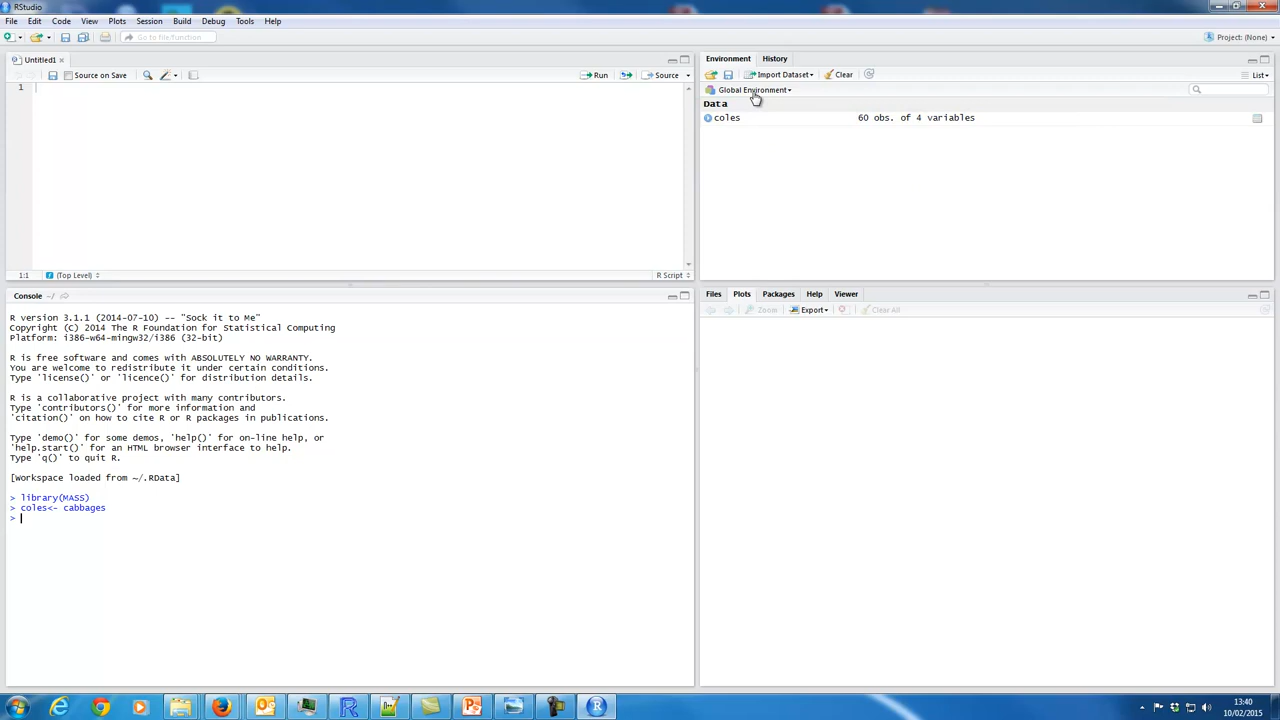 RStudio
File Edit Code View Plots Session Build Debug Tools Help
Go to file/function
Project: (None)
Untitled1
Source on Save
Run
Source
1
1:1
(Top Level)
R Script
Environment History
Import Dataset
Clear
List
Global Environment
Data
coles 60 obs. of 4 variables
Console ~/
R version 3.1.1 (2014-07-10) -- "Sock it to Me"
Copyright (C) 2014 The R Foundation for Statistical Computing
Platform: i386-w64-mingw32/i386 (32-bit)
R is free software and comes with ABSOLUTELY NO WARRANTY.
You are welcome to redistribute it under certain conditions.
Type 'license()' or 'licence()' for distribution details.
R is a collaborative project with many contributors.
Type 'contributors()' for more information and
'citation()' on how to cite R or R packages in publications.
Type 'demo()' for some demos, 'help()' for on-line help, or
'help.start()' for an HTML browser interface to help.
Type 'q()' to quit R.
[Workspace loaded from ~/.RData]
> library(MASS)
> coles<- cabbages
>
Files Plots Packages Help Viewer
Zoom
Export
Clear All
13:40
10/02/2015